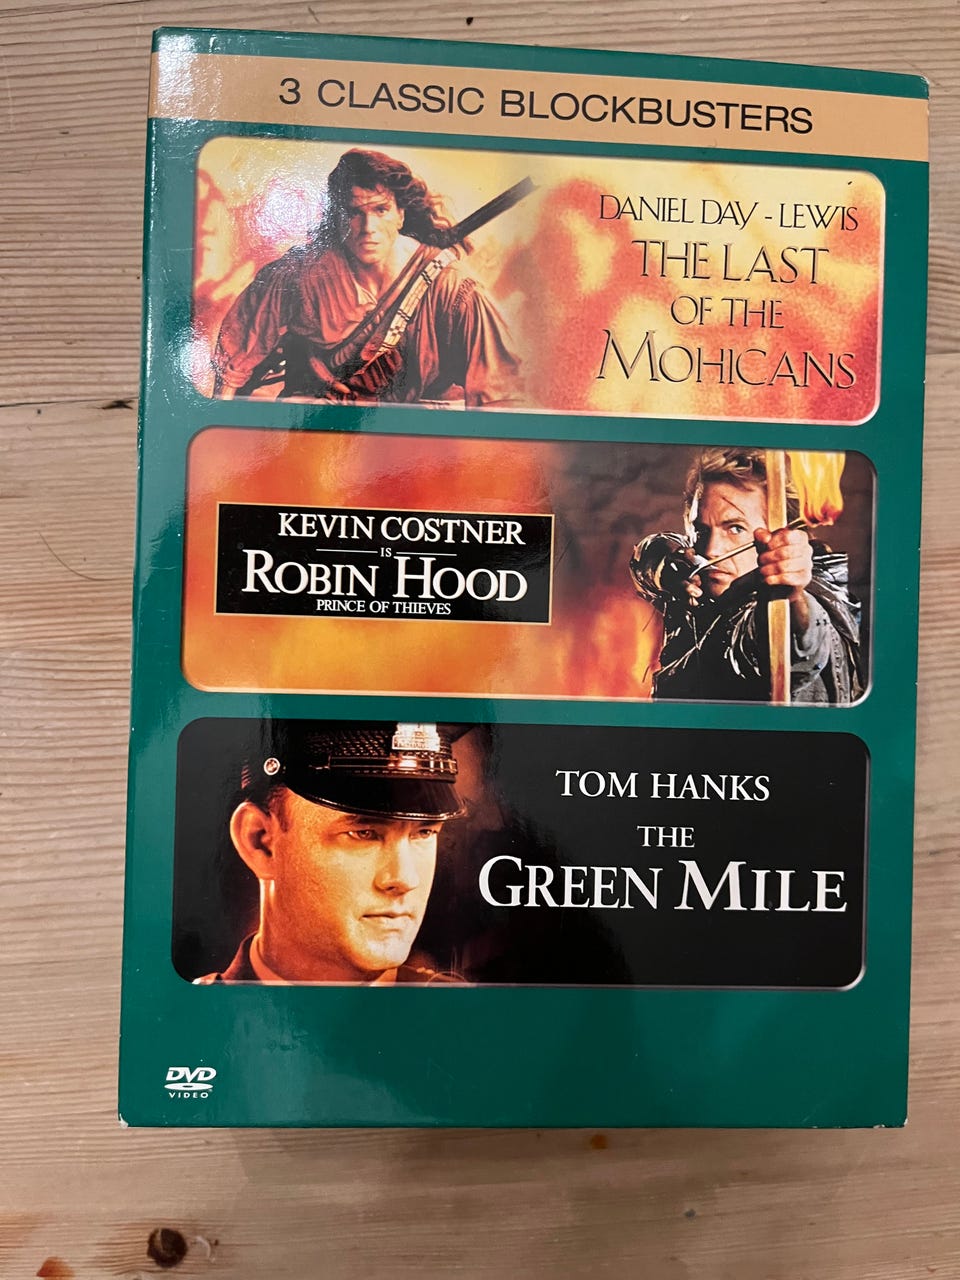 3 CLASSIC BLOCKBUSTERS
DANIEL DAY-LEWIS
THE LAST
OF THE
MOHICANS
KEVIN COSTNER
IS
ROBIN HOOD
PRINCE OF THIEVES
TOM HANKS
THE
GREEN MILE
DVD
VIDEO